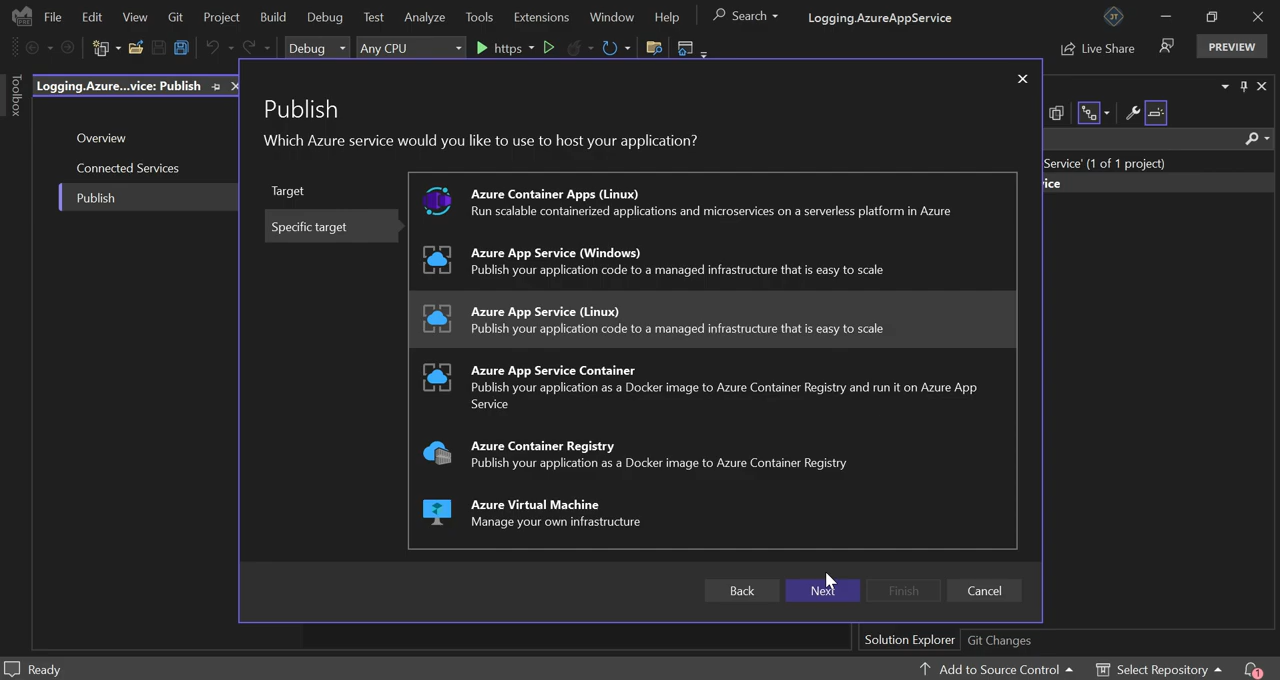 File Edit View Git Project Build Debug Test Analyze Tools Extensions Window Help Search Logging.AzureAppService JT
Debug Any CPU https Live Share PREVIEW
Toolbox
Logging.Azure...vice: Publish
Overview
Connected Services
Publish
Publish
Which Azure service would you like to use to host your application?
Target
Specific target
Azure Container Apps (Linux)
Run scalable containerized applications and microservices on a serverless platform in Azure
Azure App Service (Windows)
Publish your application code to a managed infrastructure that is easy to scale
Azure App Service (Linux)
Publish your application code to a managed infrastructure that is easy to scale
Azure App Service Container
Publish your application as a Docker image to Azure Container Registry and run it on Azure App
Service
Azure Container Registry
Publish your application as a Docker image to Azure Container Registry
Azure Virtual Machine
Manage your own infrastructure
Back Next Finish Cancel
Service' (1 of 1 project)
ice
Solution Explorer Git Changes
Ready Add to Source Control Select Repository 1